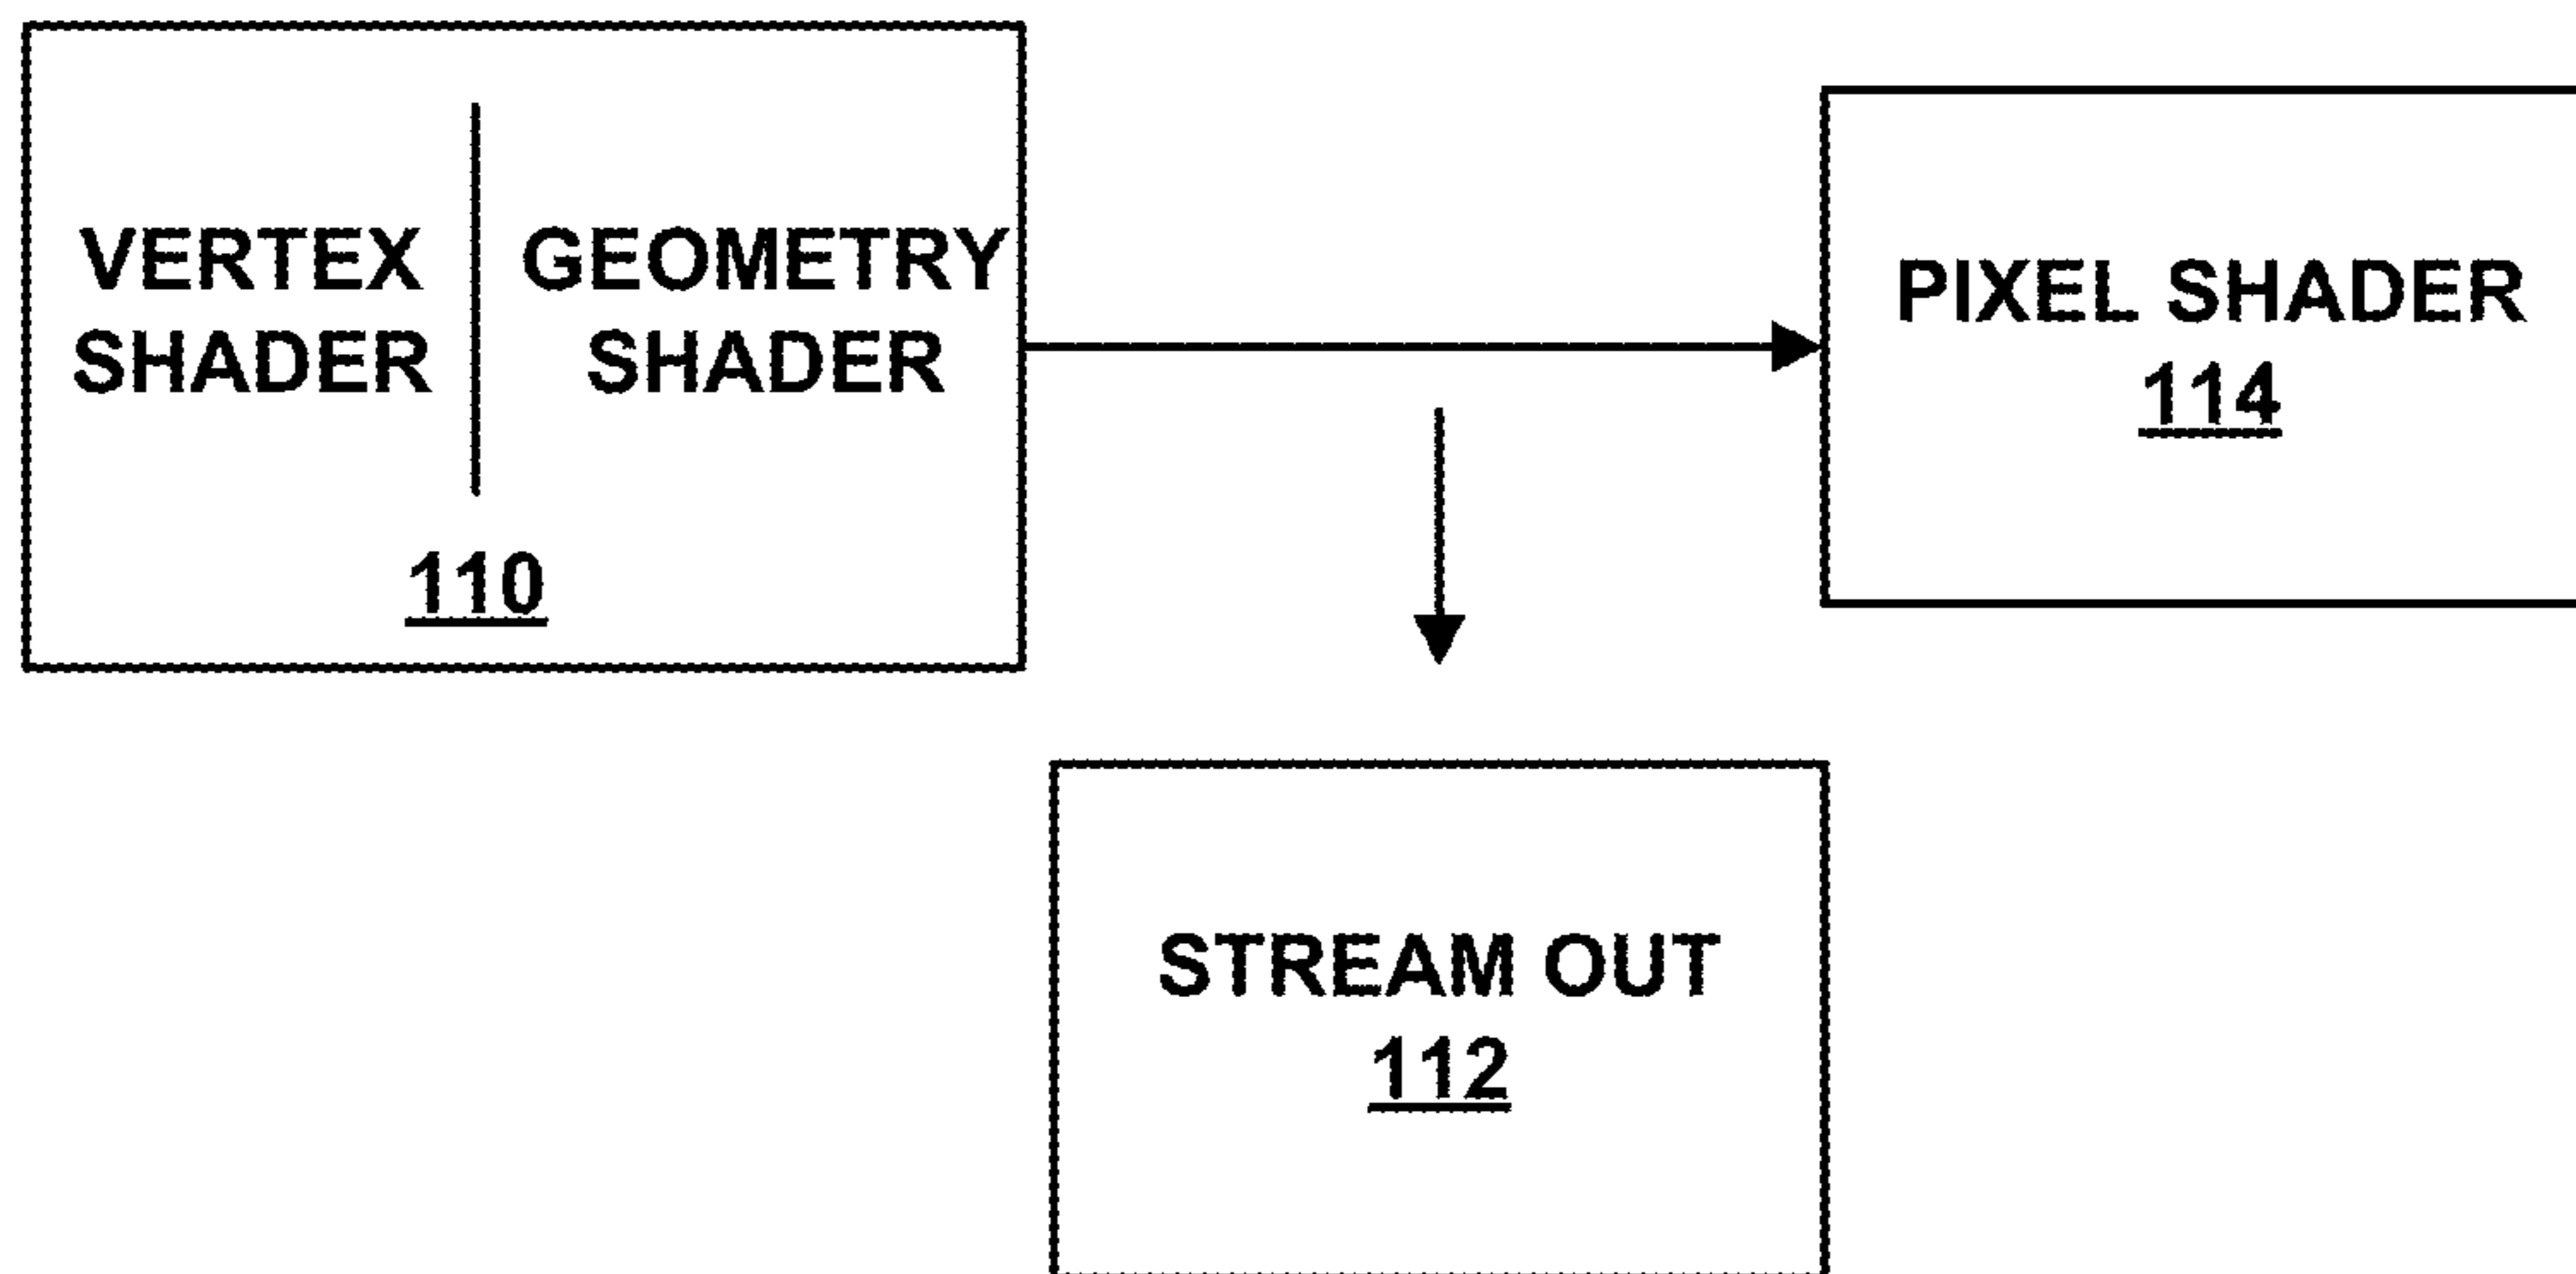 VERTEX
SHADER
GEOMETRY
SHADER
110
PIXEL SHADER
114
STREAM OUT
112